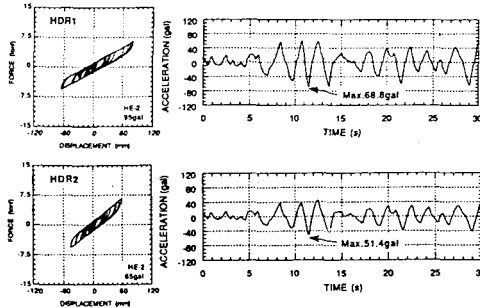 HDR1
FORCE
15
7.5
0
-7.5
-15
HE-2
95gal
-120 -60 0 60 120
DISPLACEMENT [mm]
ACCELERATION (gal)
120
80
40
0
-40
-80
-120
Max.68.8gal
0 5 10 15 20 25 30
TIME (s)
HDR2
FORCE
15
7.5
0
-7.5
-15
HE-2
65gal
-120 -60 0 60 120
DISPLACEMENT [mm]
ACCELERATION (gal)
120
80
40
0
-40
-80
-120
Max.51.4gal
0 5 10 15 20 25 30
TIME (s)